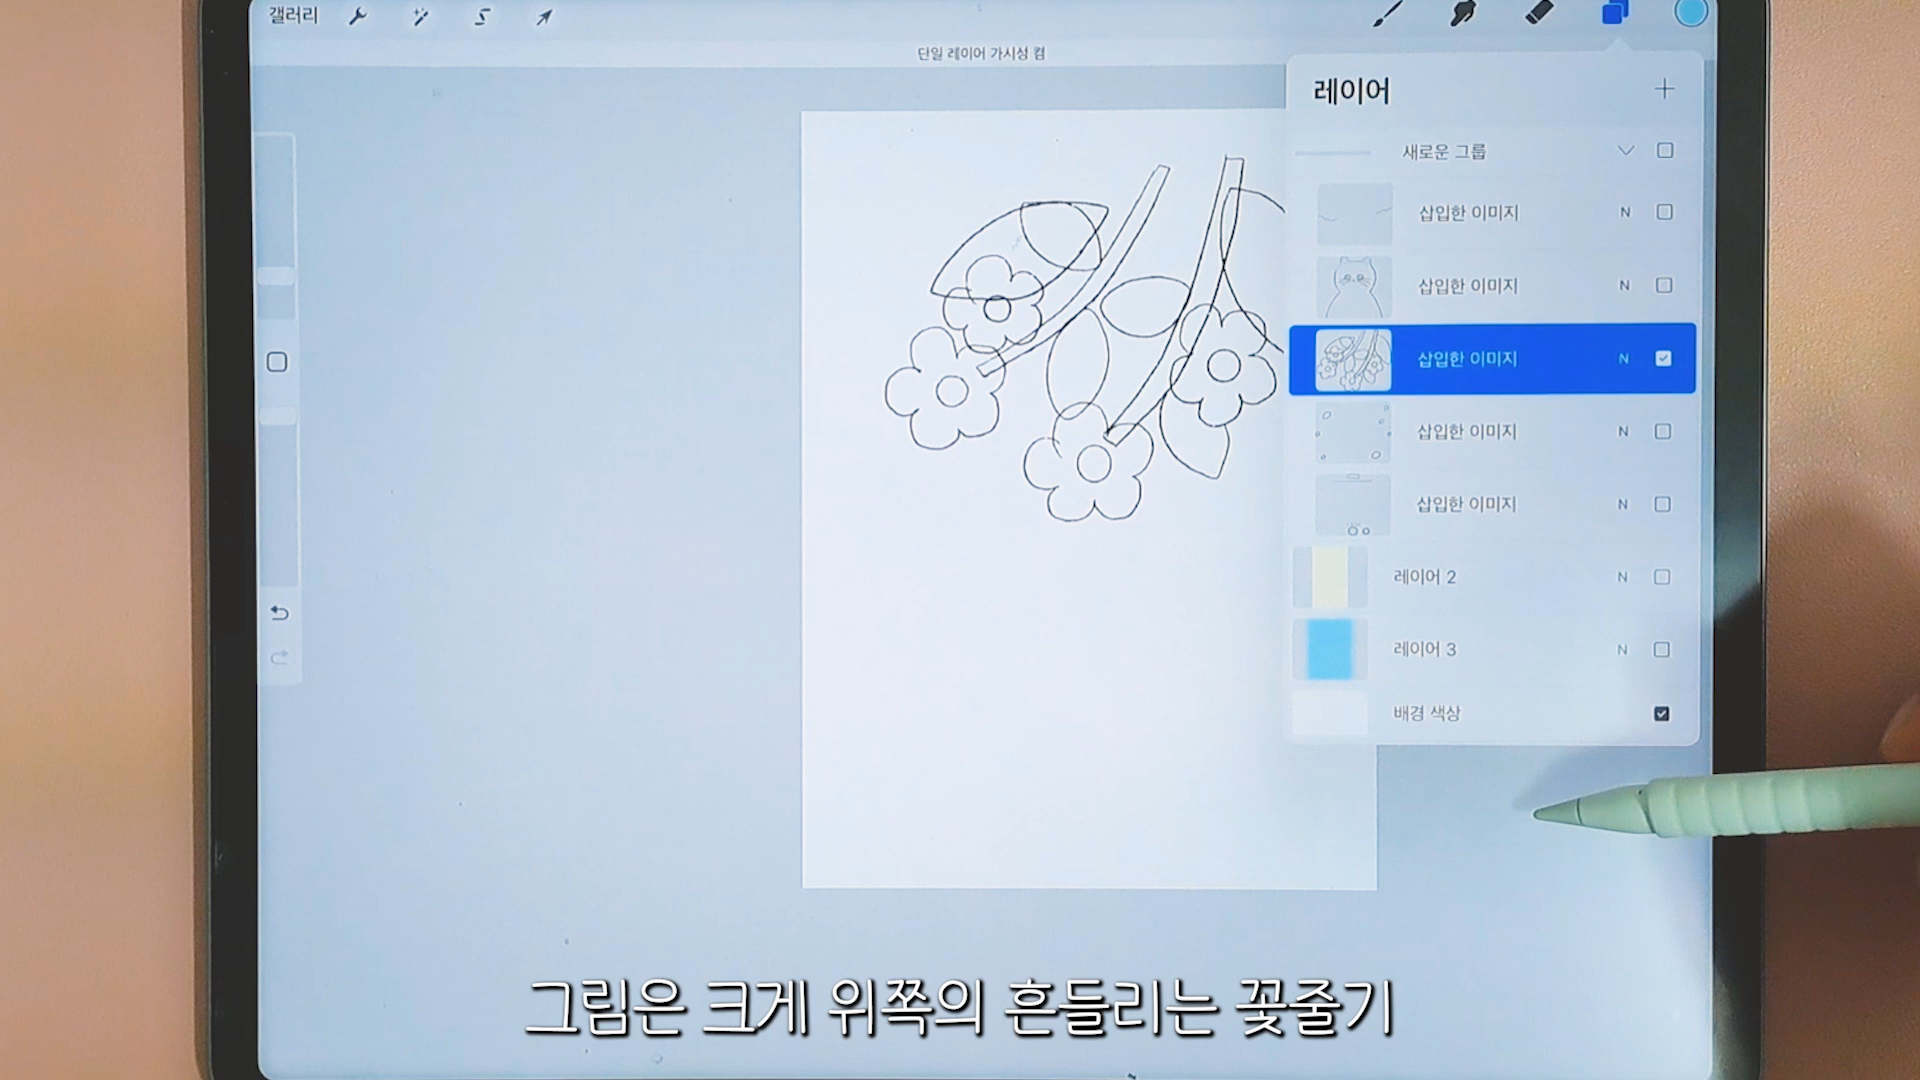 갤러리
단일 레이어 가시성 켬
레이어
새로운 그룹
삽입한 이미지 N
삽입한 이미지 N
삽입한 이미지 N
삽입한 이미지 N
삽입한 이미지 N
레이어 2 N
레이어 3 N
배경 색상
그림은 크게 위쪽의 흔들리는 꽃줄기